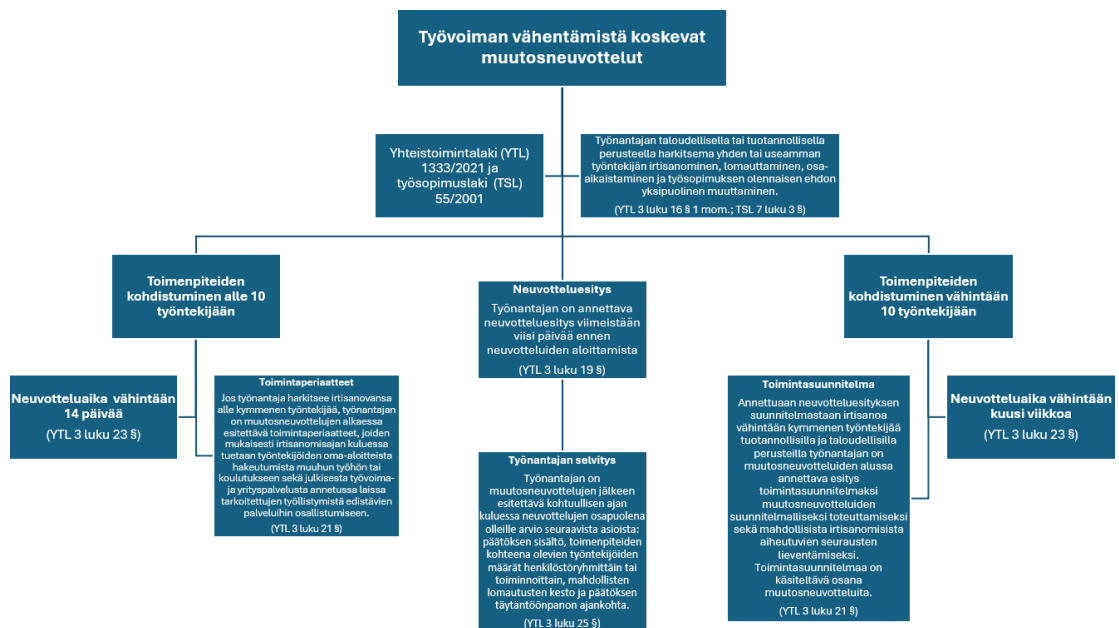 Työvoiman vähentämistä koskevat
muutosneuvottelut
Yhteistoimintalaki (YTL)
1333/2021 ja
työsopimuslaki (TSL)
55/2001
Työnantajan taloudellisella tai tuotannollisella
perusteella harkitsema yhden tai useamman
työntekijän irtisanominen, lomauttaminen, osa-
aikaistaminen ja työsopimuksen olennaisen ehdon
yksipuolinen muuttaminen.
(YTL 3 luku 16 § 1 mom.; TSL 7 luku 3 §)
Toimenpiteiden
kohdistuminen alle 10
työntekijään
Neuvotteluaika vähintään
14 päivää
(YTL 3 luku 23 §)
Toimintaperiaatteet
Jos työnantaja harkitsee irtisanovansa
alle kymmenen työntekijää, työnantajan
on muutosneuvottelujen alkaessa
esitettävä toimintaperiaatteet, joiden
mukaisesti irtisanomisajan kuluessa
tuetaan työntekijöiden oma-aloitteista
hakeutumista muuhun työhön tai
koulutukseen sekä julkisesta työvoima-
ja yrityspalvelusta annetussa laissa
tarkoitettujen työllistymistä edistävien
palveluihin osallistumiseen.
(YTL 3 luku 21 §)
Neuvotteluesitys
Työnantajan on annettava
neuvotteluesitys viimeistään
viisi päivää ennen
neuvotteluiden aloittamista
(YTL 3 luku 19 §)
Työnantajan selvitys
Työnantajan on
muutosneuvottelujen jälkeen
esitettävä kohtuullisen ajan
kuluessa neuvottelujen osapuolena
olleille arvio seuraavista asioista:
päätöksen sisältö, toimenpiteiden
kohteena olevien työntekijöiden
määrät henkilöstöryhmittäin tai
toiminnoittain, mahdollisten
lomautusten kesto ja päätöksen
täytäntöönpanon ajankohta.
(YTL 3 luku 25 §)
Toimenpiteiden
kohdistuminen vähintään
10 työntekijään
Toimintasuunnitelma
Annettuaan neuvotteluesityksen
suunnitelmastaan irtisanoa
vähintään kymmenen työntekijää
tuotannollisilla ja taloudellisilla
perusteilla työnantajan on
muutosneuvotteluiden alussa
annettava esitys
toimintasuunnitelmaksi
muutosneuvotteluiden
suunnitelmalliseksi toteuttamiseksi
sekä mahdollisista irtisanomisista
aiheutuvien seurausten
lieventämiseksi.
Toimintasuunnitelmaa on
käsiteltävä osana
muutosneuvotteluita.
(YTL 3 luku 21 §)
Neuvotteluaika vähintään
kuusi viikkoa
(YTL 3 luku 23 §)